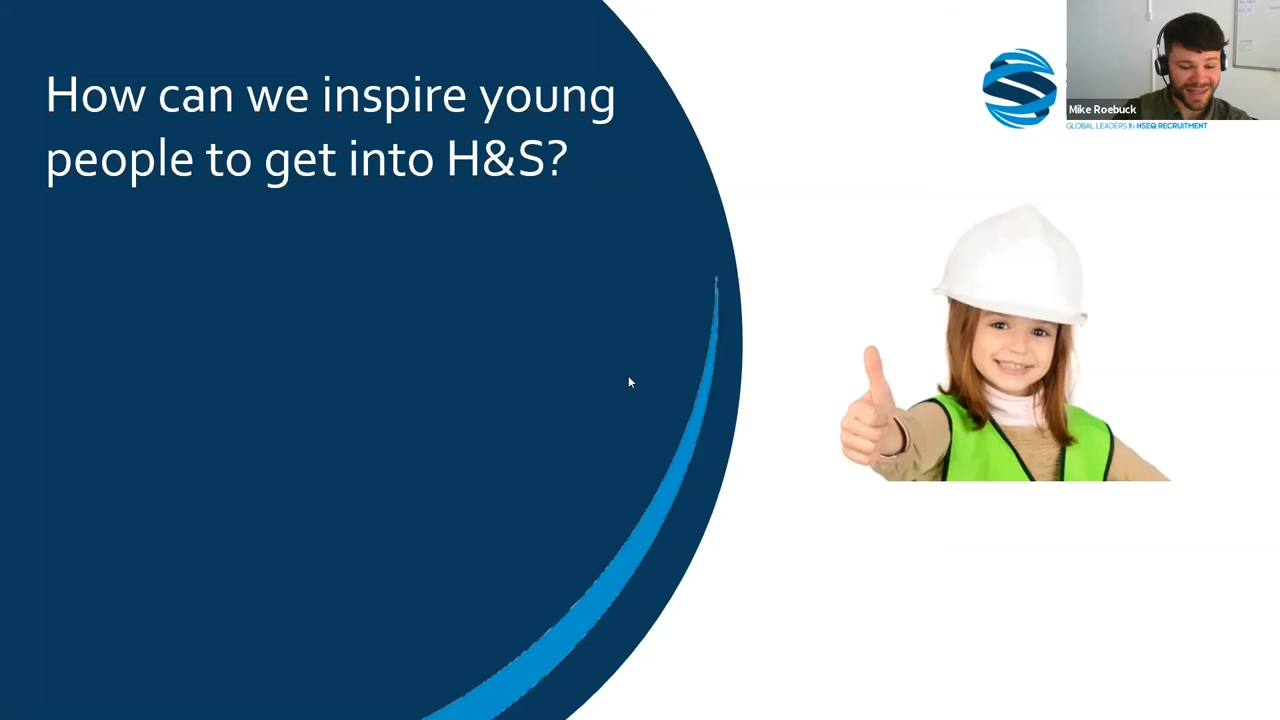 How can we inspire young
people to get into H&S?
Mike Roebuck
GLOBAL LEADERS IN HSEQ RECRUITMENT